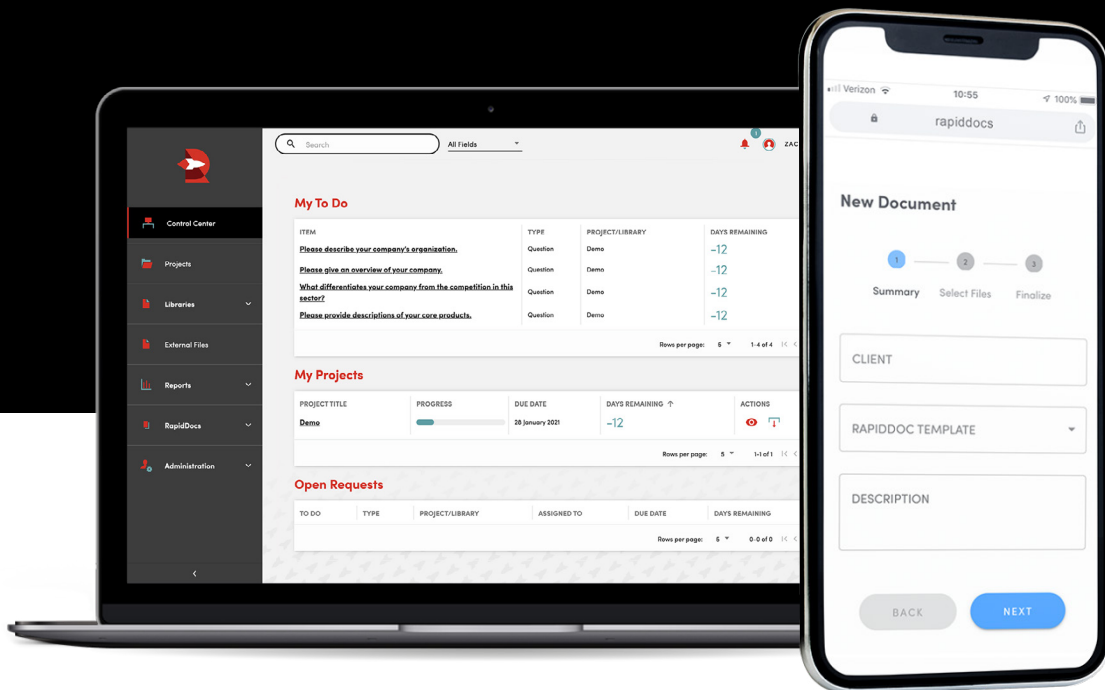 Search
All Fields
1
ZAC
Control Center
Projects
Libraries
External Files
Reports
RapidDocs
Administration
My To Do
ITEM TYPE PROJECT/LIBRARY DAYS REMAINING
Please describe your company's organization. Question Demo -12
Please give an overview of your company. Question Demo -12
What differentiates your company from the competition in this
sector? Question Demo -12
Please provide descriptions of your core products. Question Demo -12
Rows per page: 5 1-4 of 4
My Projects
PROJECT TITLE PROGRESS DUE DATE DAYS REMAINING ACTIONS
Demo 28 January 2021 -12
Rows per page: 5 1-1 of 1
Open Requests
TO DO TYPE PROJECT/LIBRARY ASSIGNED TO DUE DATE DAYS REMAINING
Rows per page: 5 0-0 of 0
Verizon 10:55 100%
rapiddocs
New Document
1 2 3
Summary Select Files Finalize
CLIENT
RAPIDDOC TEMPLATE
DESCRIPTION
BACK NEXT